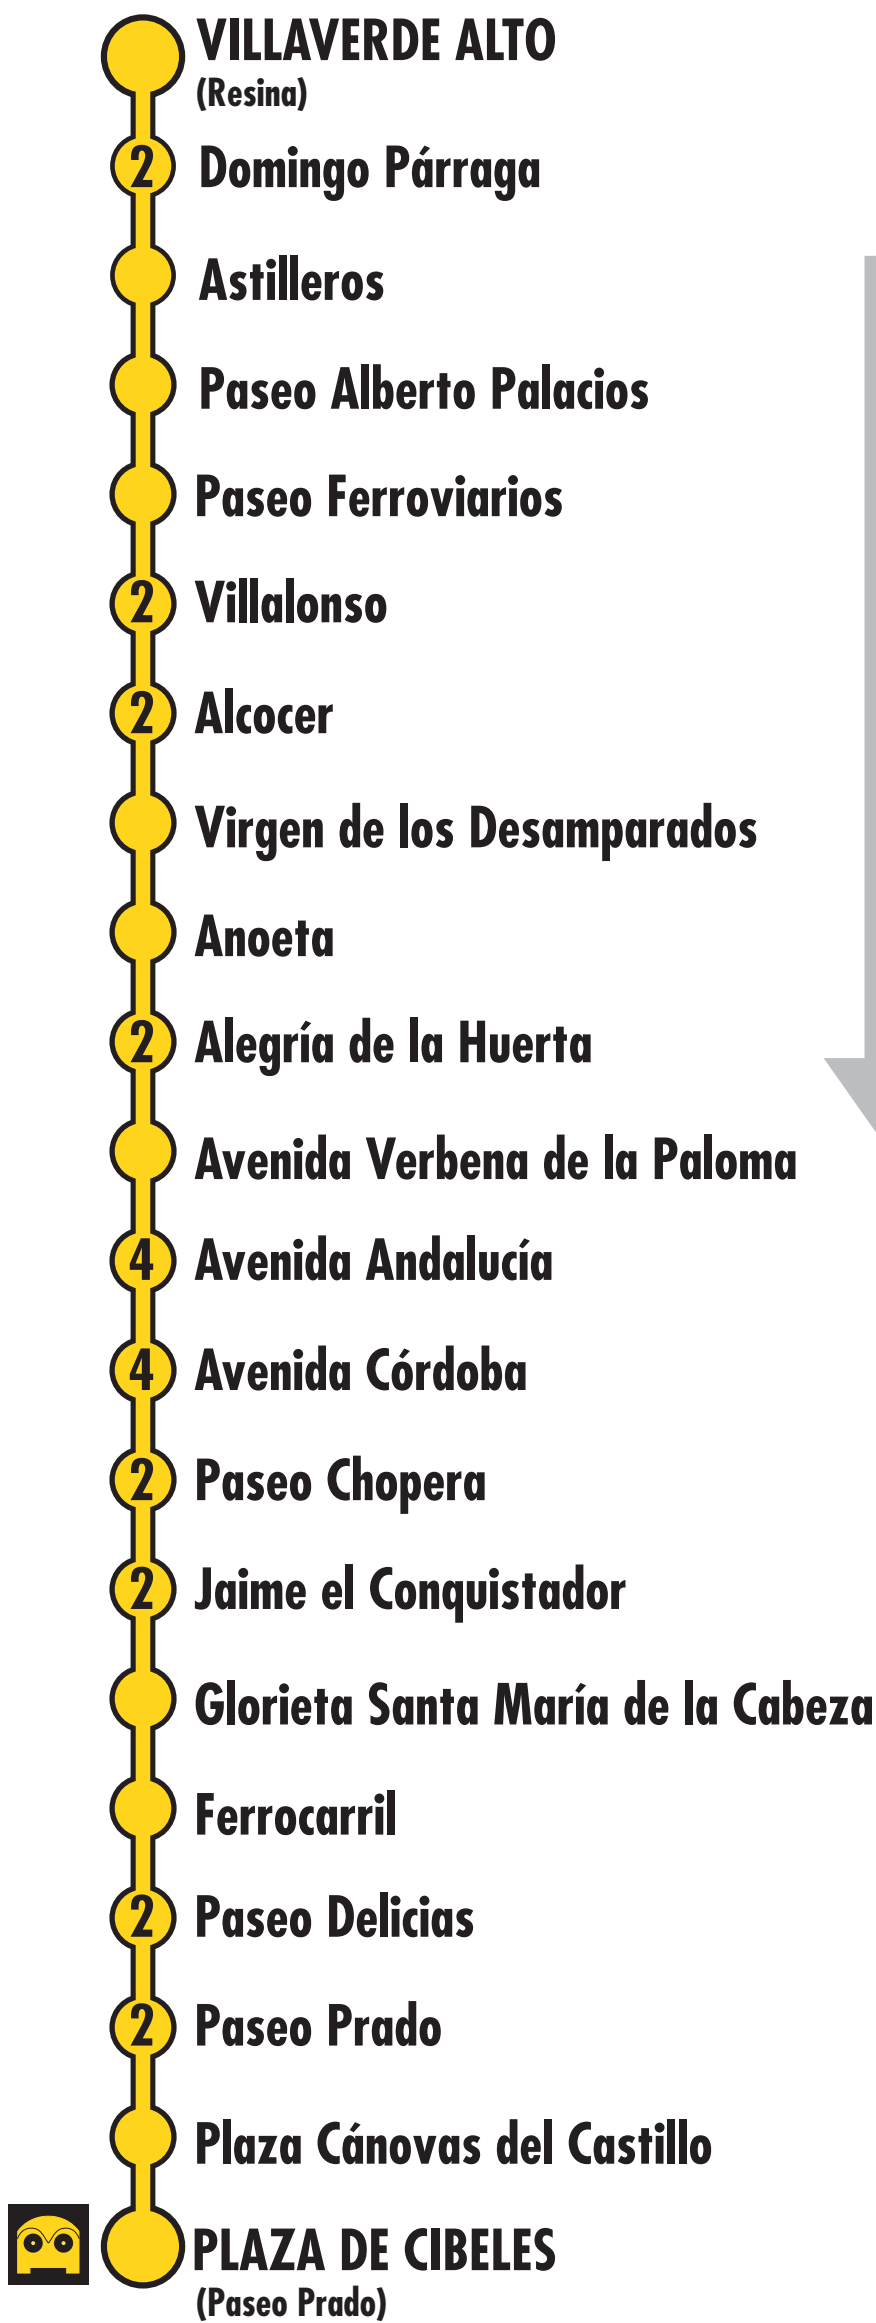 VILLAVERDE ALTO
(Resina)
2 Domingo Párraga
Astilleros
Paseo Alberto Palacios
Paseo Ferroviarios
2 Villalonso
2 Alcocer
Virgen de los Desamparados
Anoeta
2 Alegría de la Huerta
Avenida Verbena de la Paloma
4 Avenida Andalucía
4 Avenida Córdoba
2 Paseo Chopera
2 Jaime el Conquistador
Glorieta Santa María de la Cabeza
Ferrocarril
2 Paseo Delicias
2 Paseo Prado
Plaza Cánovas del Castillo
PLAZA DE CIBELES
(Paseo Prado)